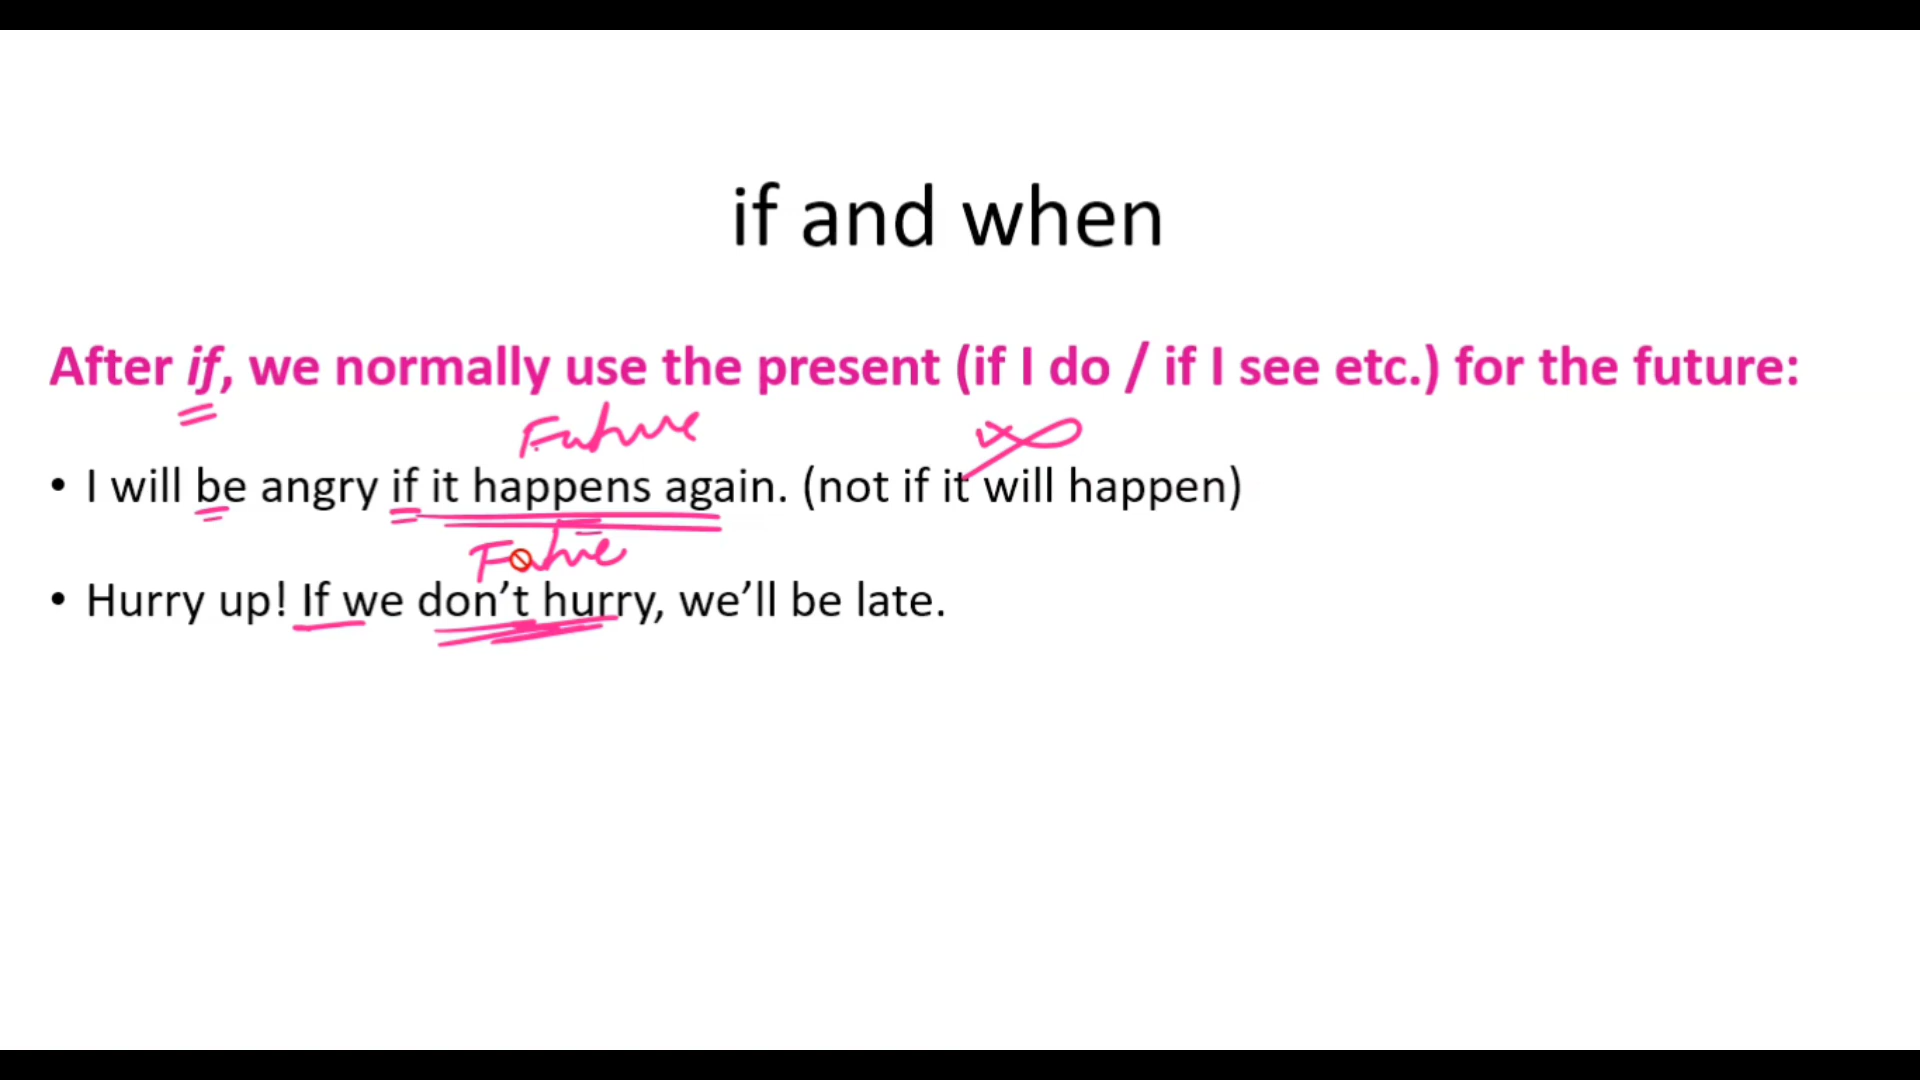 if and when
After if, we normally use the present (if I do / if I see etc.) for the future:
Future
• I will be angry if it happens again. (not if it will happen)
Future
• Hurry up! If we don’t hurry, we’ll be late.